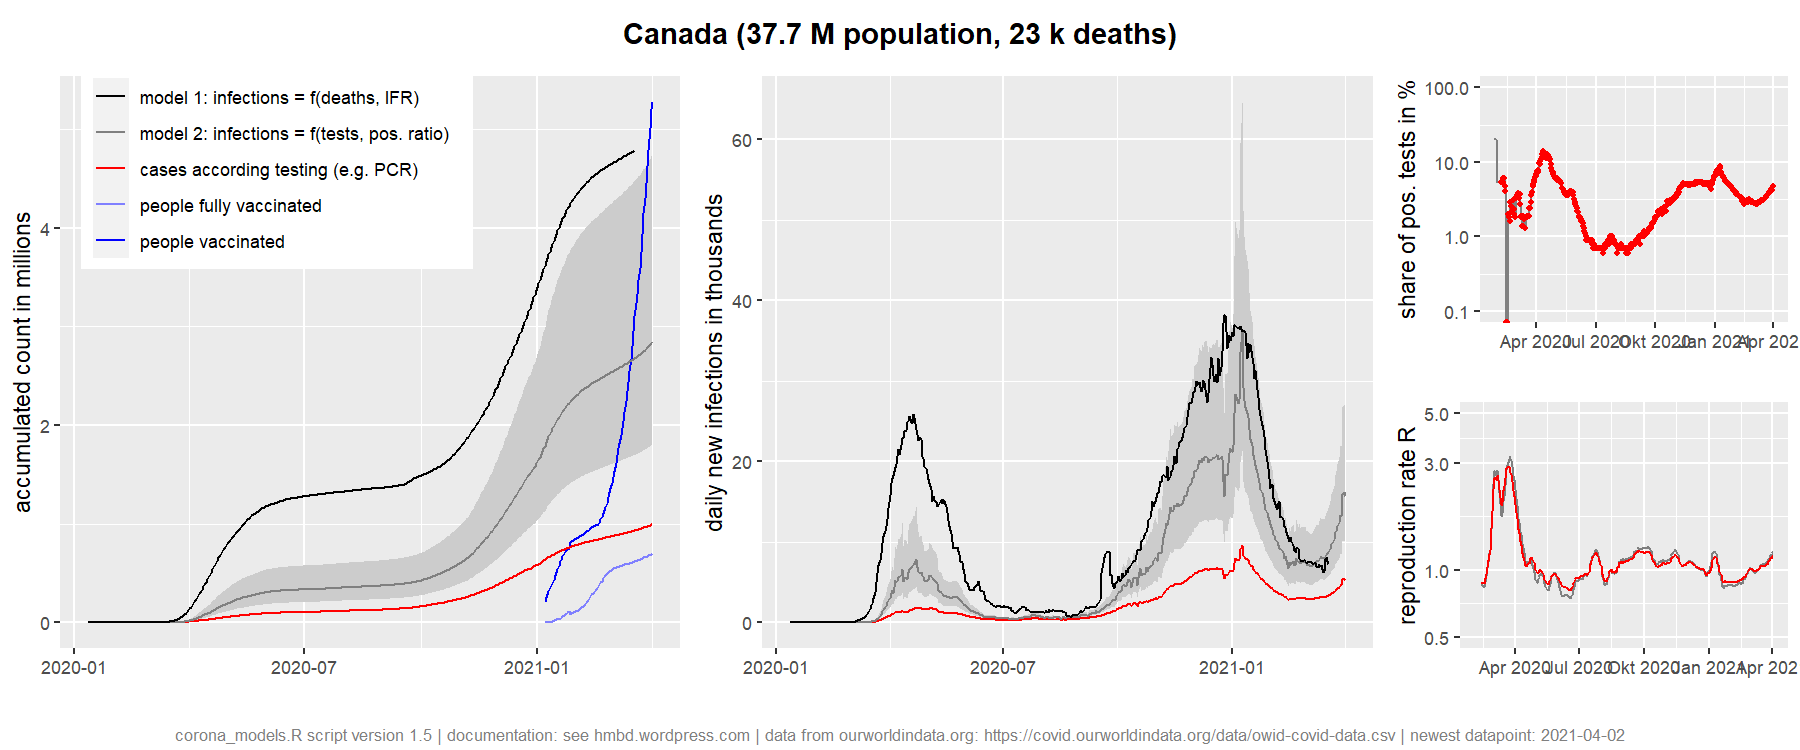 Canada (37.7 M population, 23 k deaths)
accumulated count in millions
4
2
0
2020-01
2020-07
2021-01
model 1: infections = f(deaths, IFR)
model 2: infections = f(tests, pos. ratio)
cases according testing (e.g. PCR)
people fully vaccinated
people vaccinated
daily new infections in thousands
60
40
20
0
2020-01
2020-07
2021-01
share of pos. tests in %
100.0
10.0
1.0
0.1
Apr 2020
Jul 2020
Okt 2020
Jan 2021
Apr 202
reproduction rate R
5.0
3.0
1.0
0.5
Apr 2020
Jul 2020
Okt 2020
Jan 2021
Apr 202
corona_models.R script version 1.5 | documentation: see hmbd.wordpress.com | data from ourworldindata.org: https://covid.ourworldindata.org/data/owid-covid-data.csv | newest datapoint: 2021-04-02